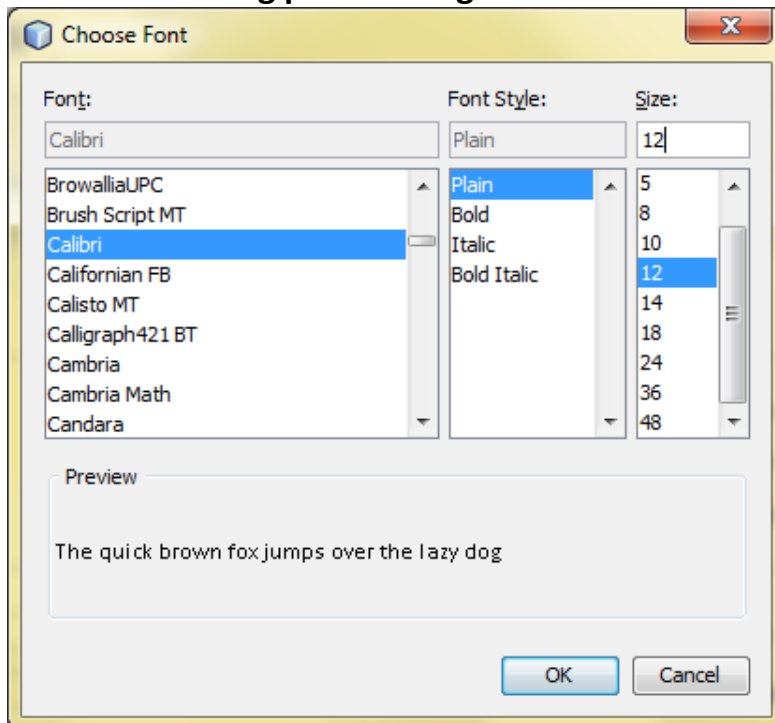 Choose Font
Font: Font Style: Size:
Calibri Plain 12
BrowalliaUPC Plain 5
Brush Script MT Bold 8
Calibri Italic 10
Californian FB Bold Italic 12
Calisto MT 14
Calligraph421 BT 18
Cambria 24
Cambria Math 36
Candara 48
Preview
The quick brown fox jumps over the lazy dog
OK Cancel